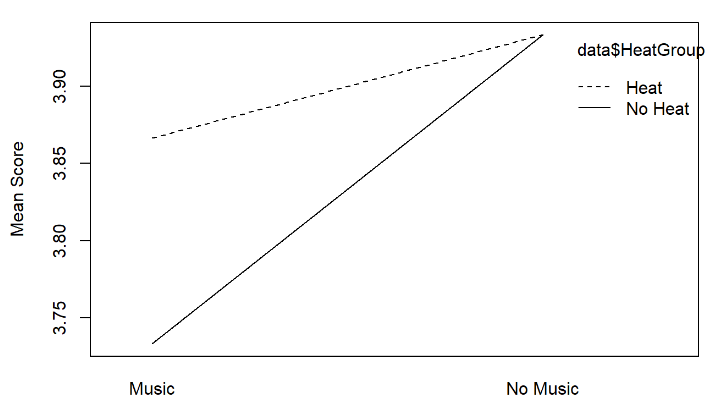 data$HeatGroup
Heat
No Heat
Mean Score
3.90
3.85
3.80
3.75
Music
No Music